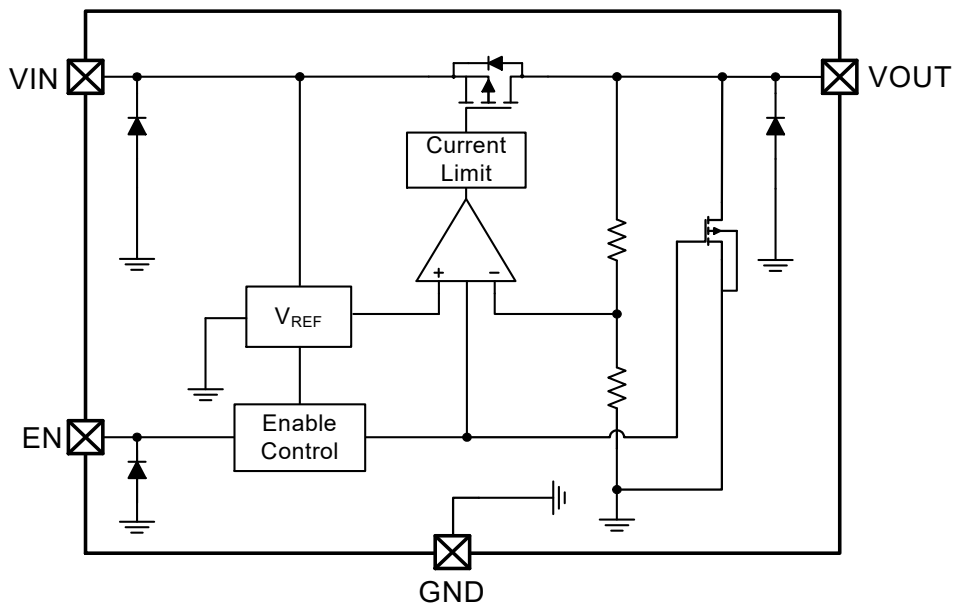 VIN
VOUT
Current
Limit
+
−
VREF
EN
Enable
Control
GND